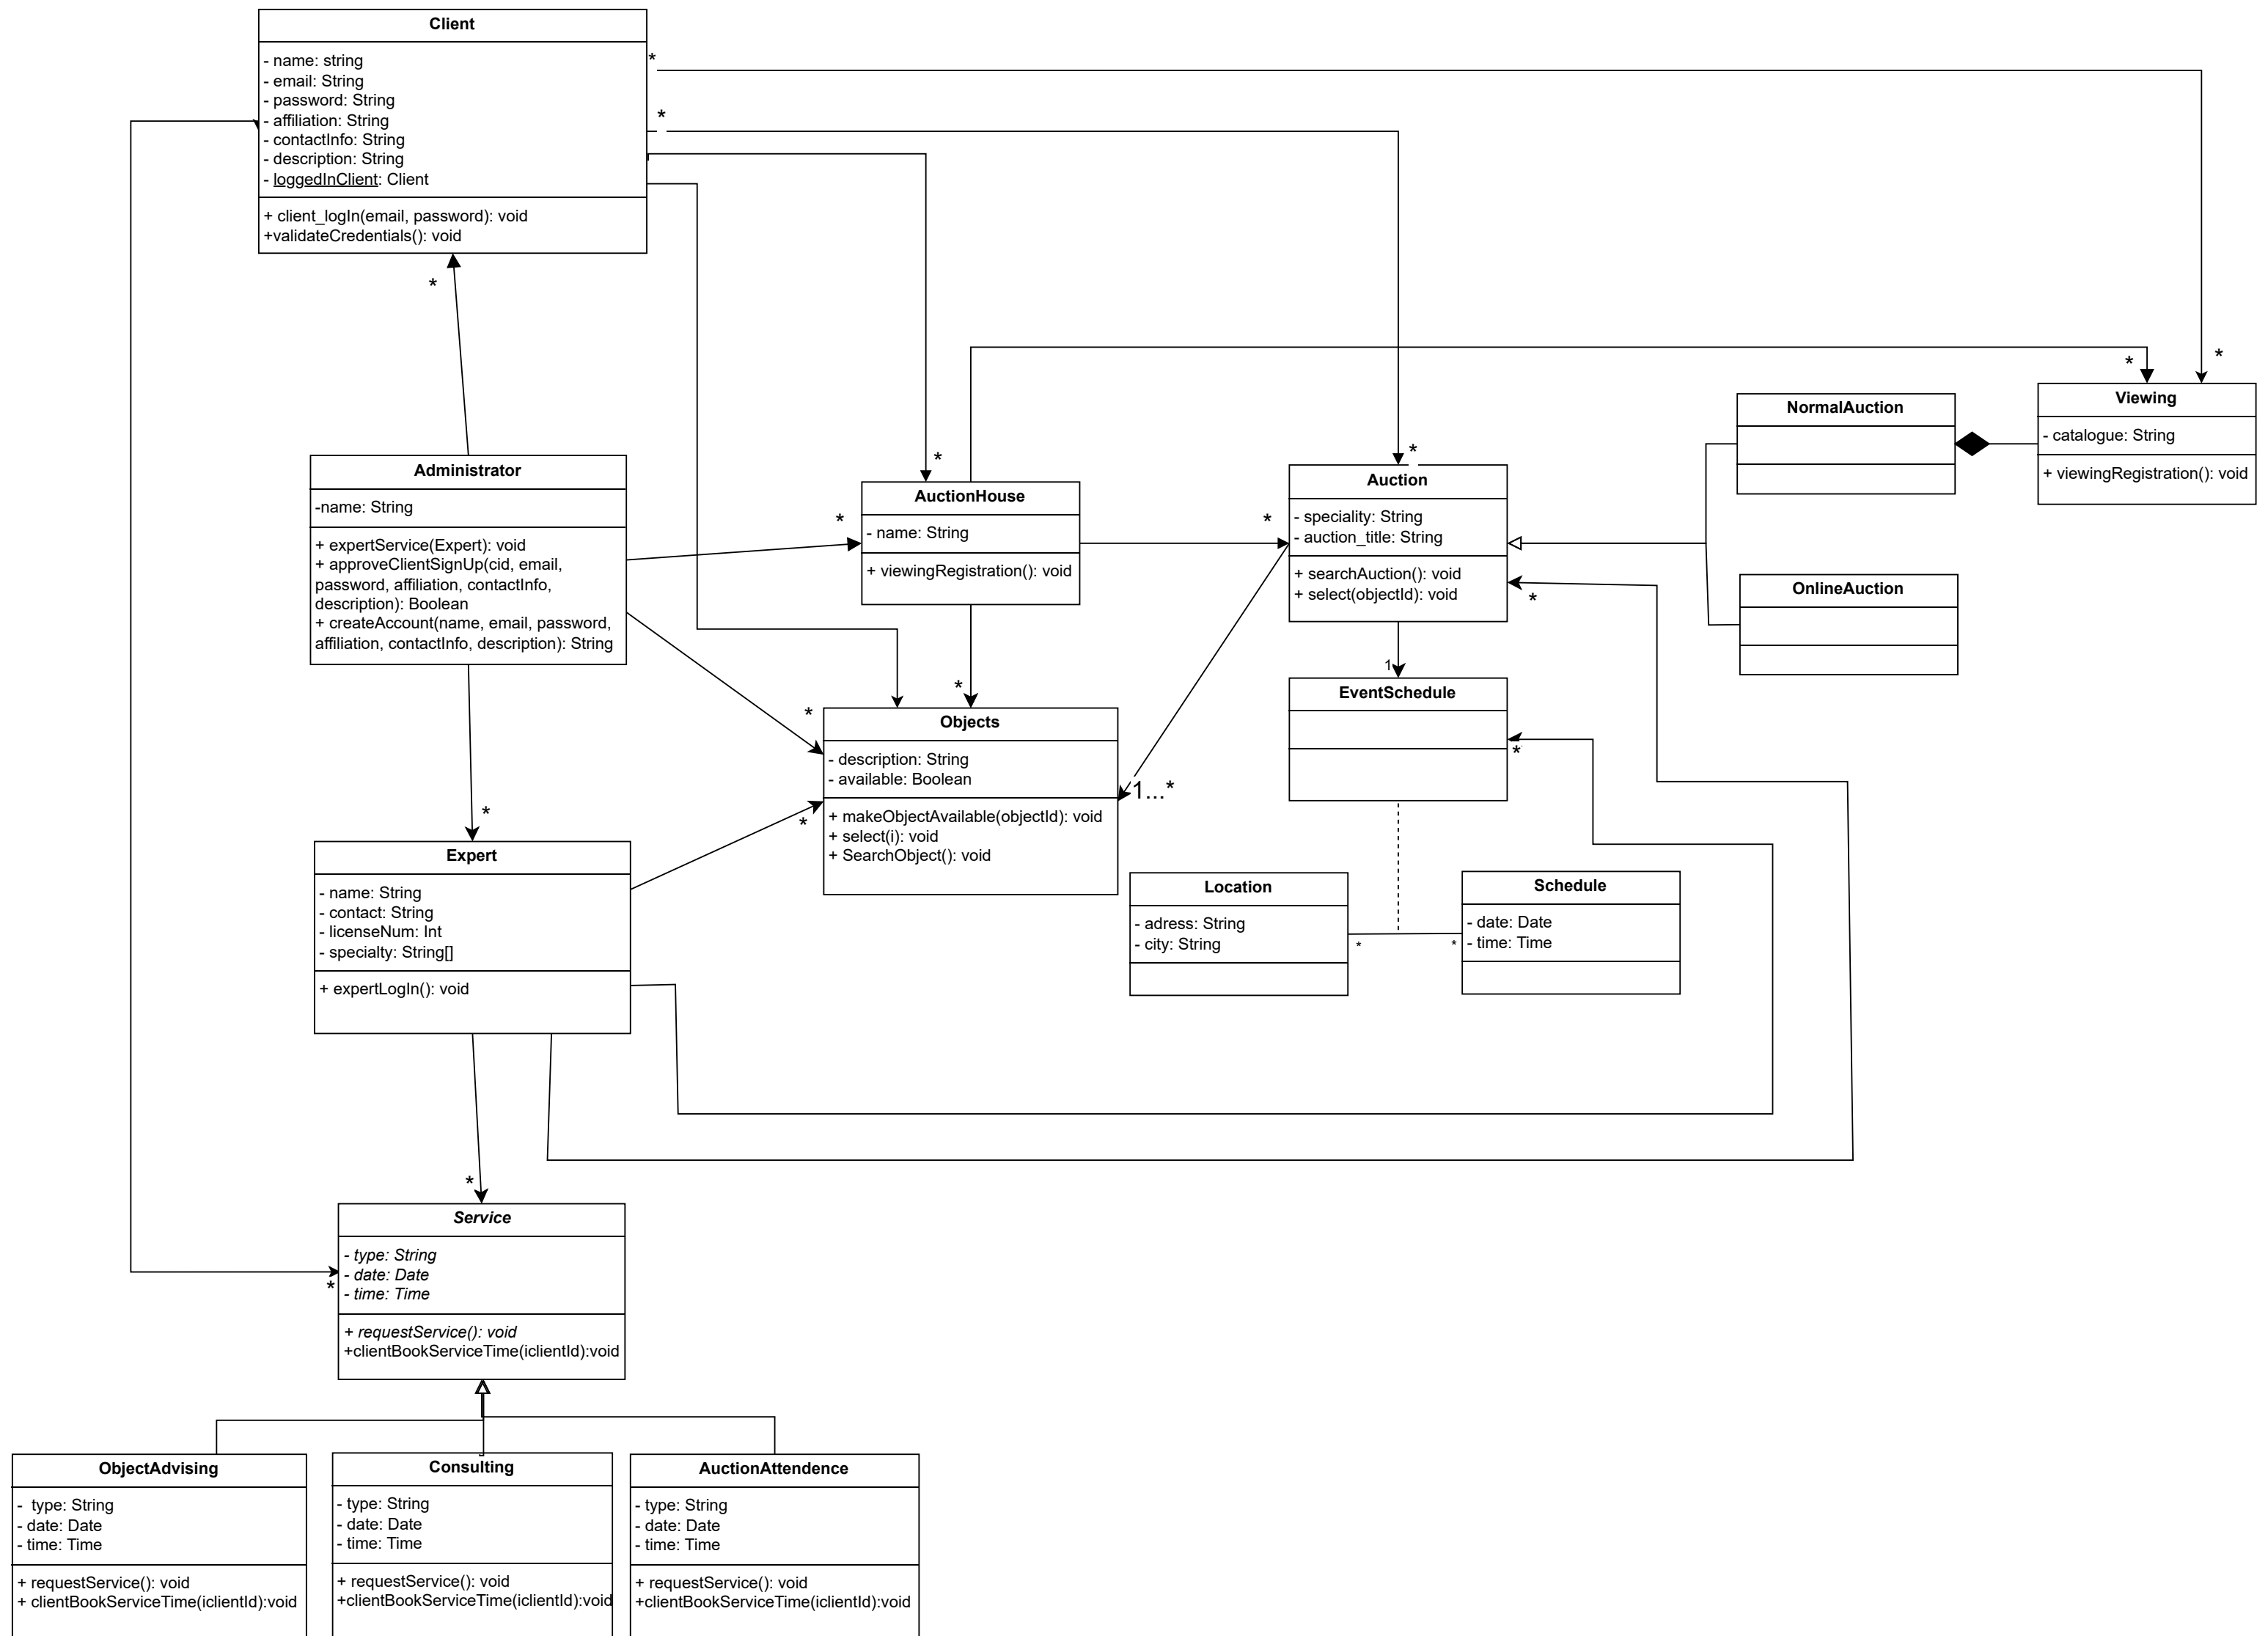 Client
- name: string
- email: String
- password: String
- affiliation: String
- contactInfo: String
- description: String
- loggedInClient: Client
+ client_logIn(email, password): void
+validateCredentials(): void
*
*
*
Administrator
-name: String
+ expertService(Expert): void
+ approveClientSignUp(cid, email,
password, affiliation, contactInfo,
description): Boolean
+ createAccount(name, email, password,
affiliation, contactInfo, description): String
*
*
AuctionHouse
- name: String
+ viewingRegistration(): void
*
*
Auction
- speciality: String
- auction_title: String
+ searchAuction(): void
+ select(objectId): void
*
NormalAuction
*
*
Viewing
- catalogue: String
+ viewingRegistration(): void
OnlineAuction
*
1
EventSchedule
*
*
*
Objects
- description: String
- available: Boolean
+ makeObjectAvailable(objectId): void
+ select(i): void
+ SearchObject(): void
1...*
*
*
Expert
- name: String
- contact: String
- licenseNum: Int
- specialty: String[]
+ expertLogIn(): void
Location
- adress: String
- city: String
*
*
Schedule
- date: Date
- time: Time
*
*
Service
- type: String
- date: Date
- time: Time
+ requestService(): void
+clientBookServiceTime(iclientId):void
ObjectAdvising
- type: String
- date: Date
- time: Time
+ requestService(): void
+ clientBookServiceTime(iclientId):void
Consulting
- type: String
- date: Date
- time: Time
+ requestService(): void
+clientBookServiceTime(iclientId):void
AuctionAttendence
- type: String
- date: Date
- time: Time
+ requestService(): void
+clientBookServiceTime(iclientId):void